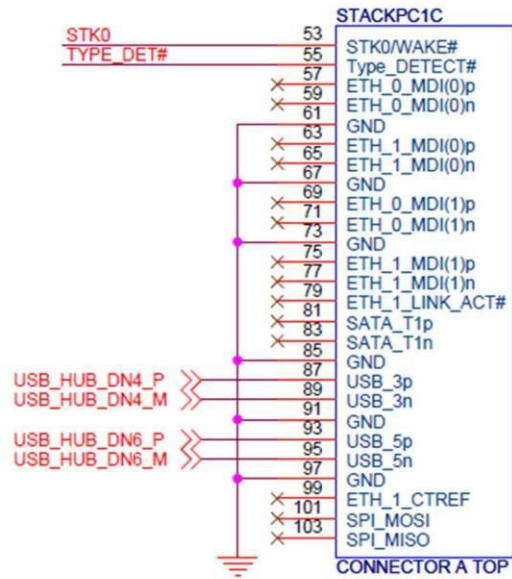 STACKPC1C
STK0 53 STK0/WAKE#
TYPE_DET# 55 Type_DETECT#
57 ETH_0_MDI(0)p
59 ETH_0_MDI(0)n
61 GND
63 ETH_1_MDI(0)p
65 ETH_1_MDI(0)n
67 GND
69 ETH_0_MDI(1)p
71 ETH_0_MDI(1)n
73 GND
75 ETH_1_MDI(1)p
77 ETH_1_MDI(1)n
79 ETH_1_LINK_ACT#
81 SATA_T1p
83 SATA_T1n
85 GND
USB_HUB_DN4_P 87 USB_3p
USB_HUB_DN4_M 89 USB_3n
91 GND
USB_HUB_DN6_P 93 USB_5p
USB_HUB_DN6_M 95 USB_5n
97 GND
99 ETH_1_CTREF
101 SPI_MOSI
103 SPI_MISO
CONNECTOR A TOP